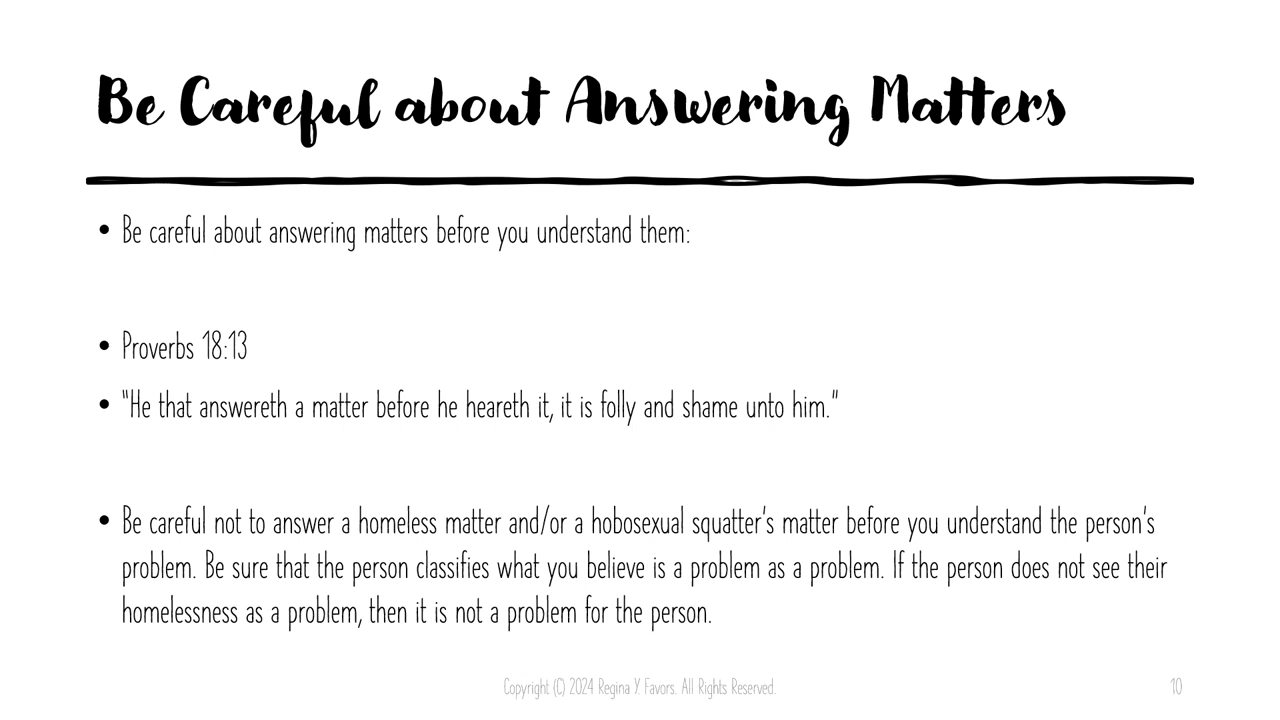 Be Careful about Answering Matters
• Be careful about answering matters before you understand them:
• Proverbs 18:13
• "He that answereth a matter before he heareth it, it is folly and shame unto him."
• Be careful not to answer a homeless matter and/or a hobosexual squatter's matter before you understand the person's
problem. Be sure that the person classifies what you believe is a problem as a problem. If the person does not see their
homelessness as a problem, then it is not a problem for the person.
Copyright (C) 2024 Regina Y. Favors. All Rights Reserved.
10